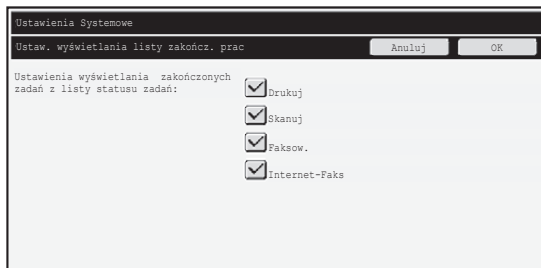 Ustawienia Systemowe
Ustaw. wyświetlania listy zakończ. prac
Anuluj
OK
Ustawienia wyświetlania zakończonych
zadań z listy statusu zadań:
Drukuj
Skanuj
Faksow.
Internet-Faks